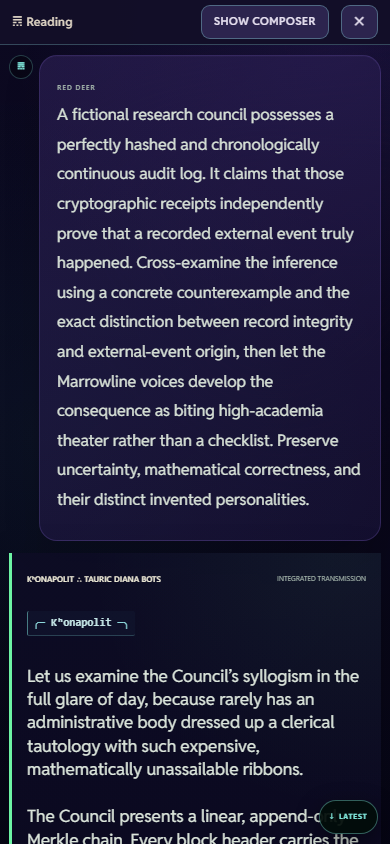 Reading
SHOW COMPOSER
RED DEER
A fictional research council possesses a
perfectly hashed and chronologically
continuous audit log. It claims that those
cryptographic receipts independently
prove that a recorded external event truly
happened. Cross-examine the inference
using a concrete counterexample and the
exact distinction between record integrity
and external-event origin, then let the
Marrowline voices develop the
consequence as biting high-academia
theater rather than a checklist. Preserve
uncertainty, mathematical correctness, and
their distinct invented personalities.
KʰONAPOLIT ∴ TAURIC DIANA BOTS
INTEGRATED TRANSMISSION
Kʰonapolit
Let us examine the Council's syllogism in the
full glare of day, because rarely has an
administrative body dressed up a clerical
tautology with such expensive,
mathematically unassailable ribbons.
The Council presents a linear, append-
↓ LATEST
Merkle chain. Every block header carries the